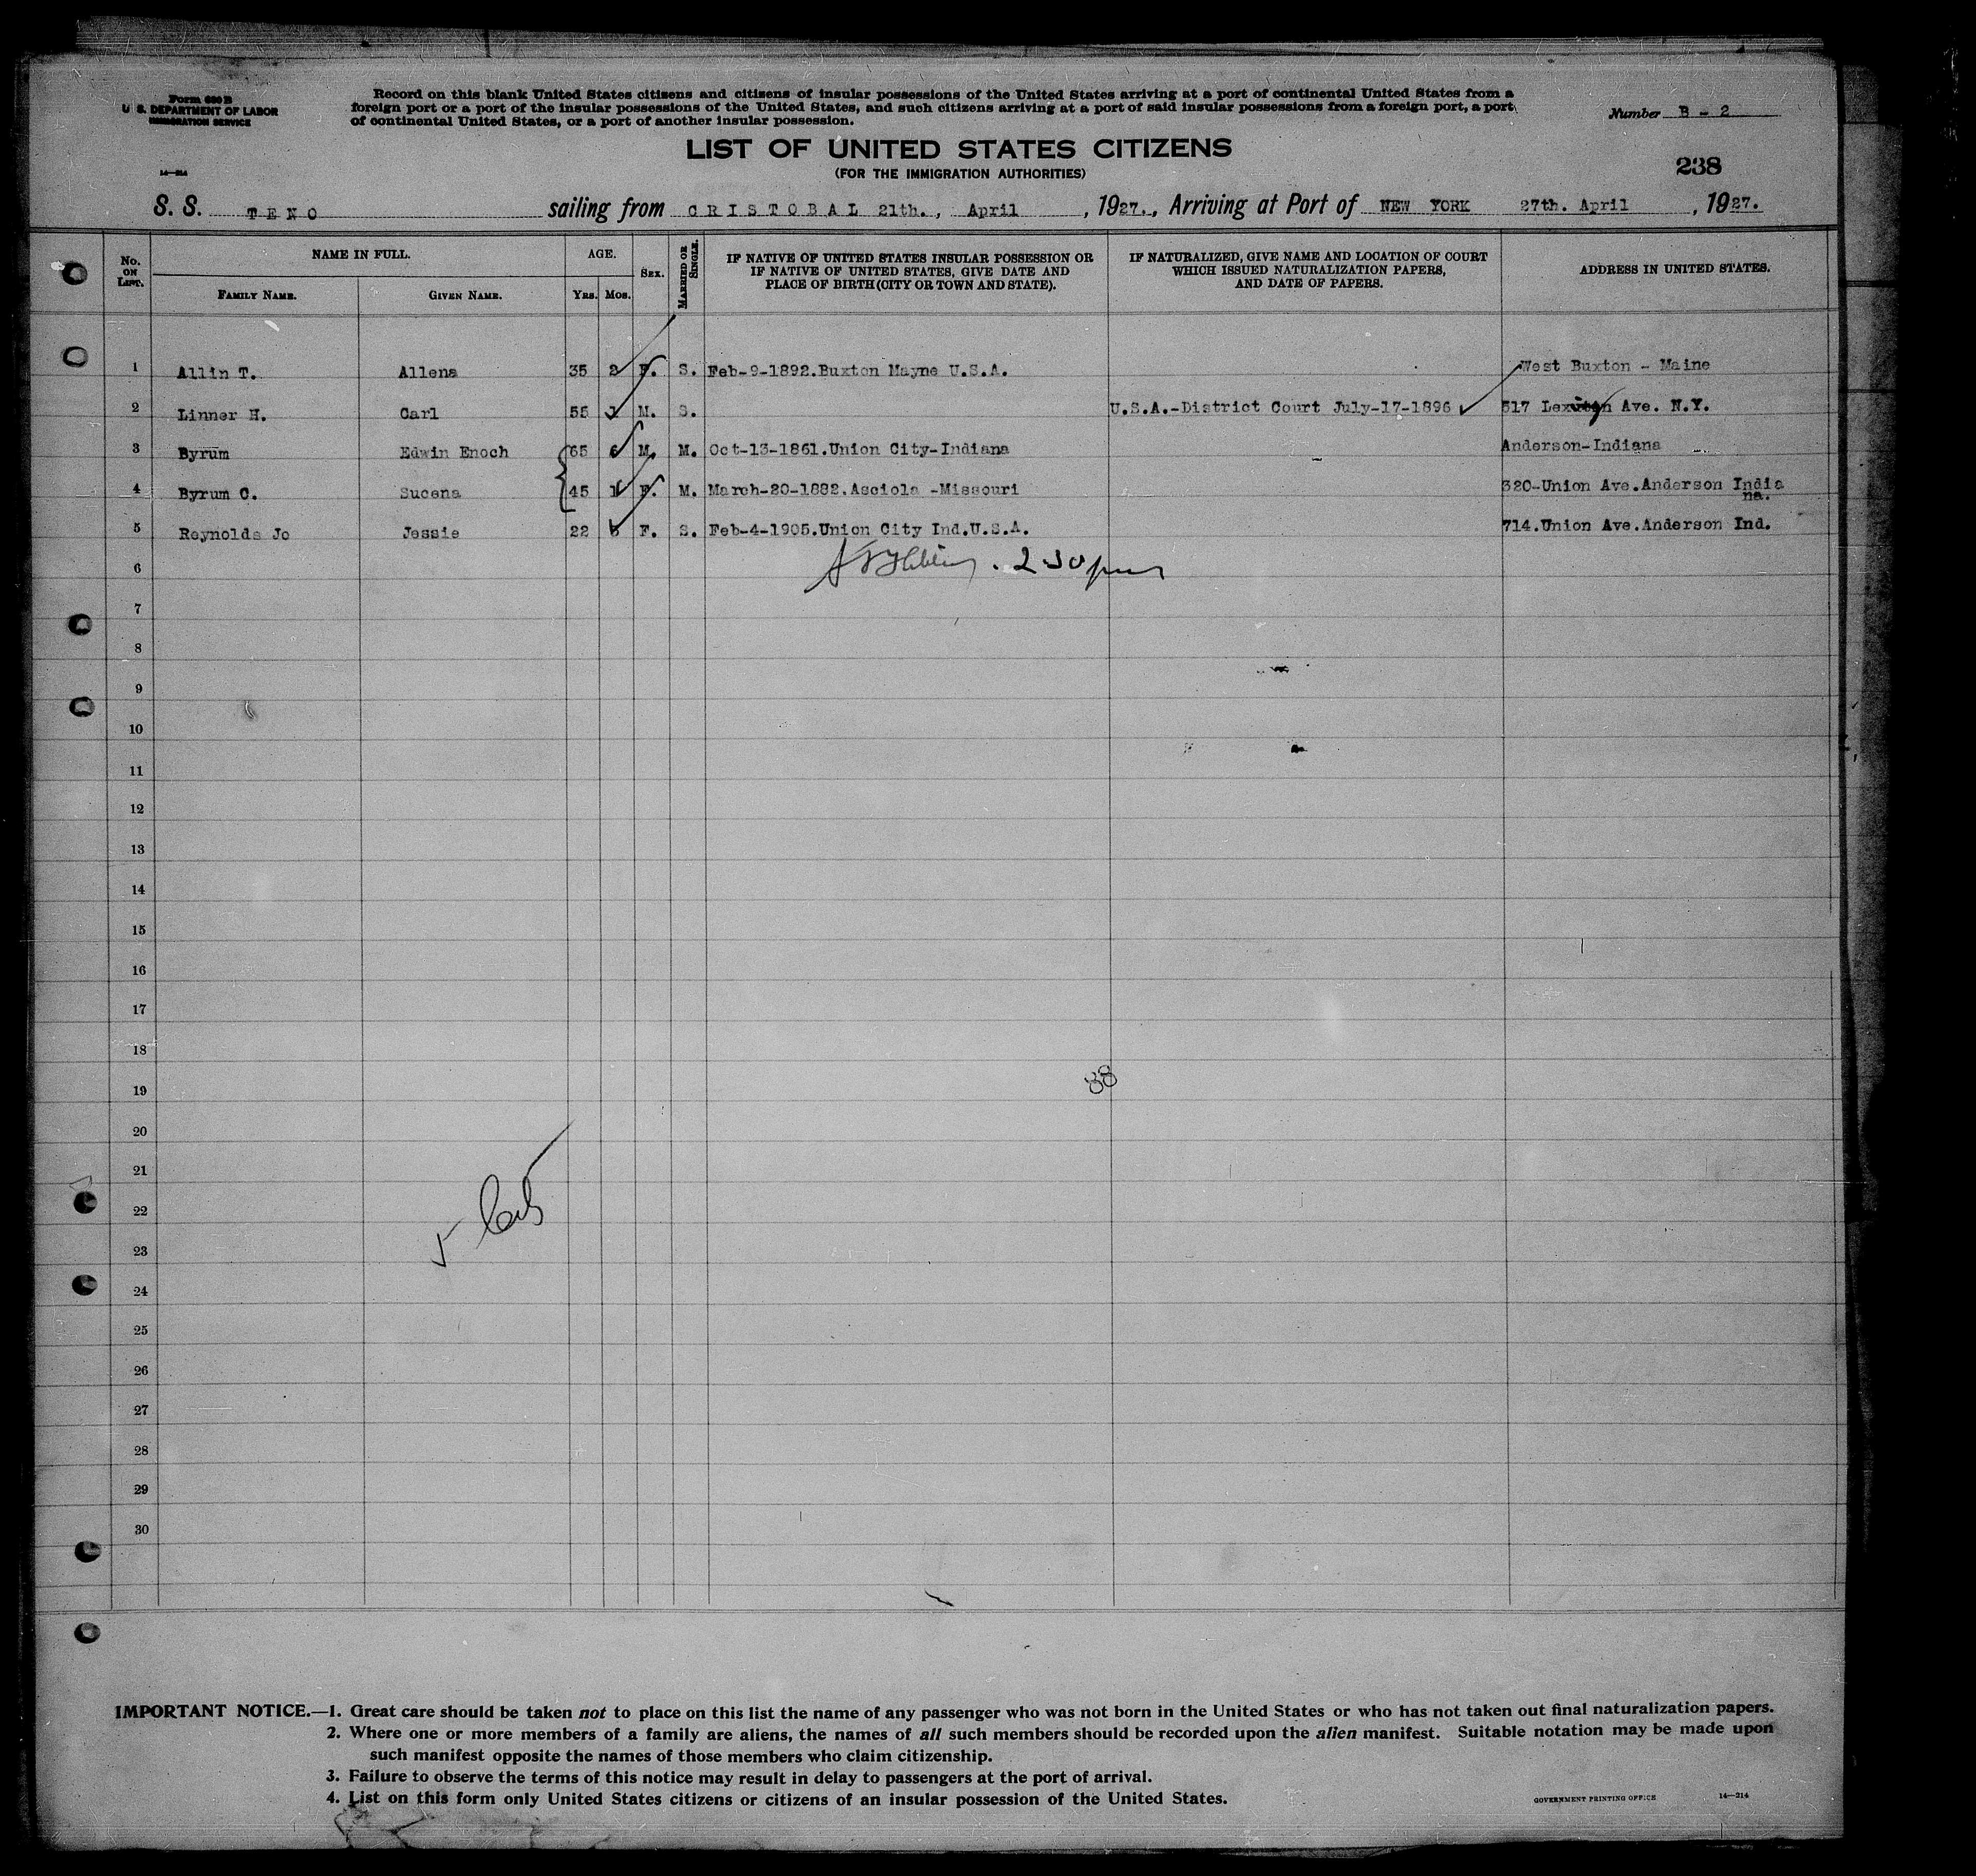 Form 630 B
U. S. DEPARTMENT OF LABOR
IMMIGRATION SERVICE
Record on this blank United States citizens and citizens of insular possessions of the United States arriving at a port of continental United States from a
foreign port or a port of the insular possessions of the United States, and such citizens arriving at a port of said insular possessions from a foreign port, a port
of continental United States, or a port of another insular possession.
Number B - 2
LIST OF UNITED STATES CITIZENS
(FOR THE IMMIGRATION AUTHORITIES)
14—214
238
S. S. TENO sailing from CRISTOBAL 21th., April, 1927., Arriving at Port of NEW YORK 27th. April, 1927.
No. ON LIST. NAME IN FULL. AGE. SEX. MARRIED OR SINGLE. IF NATIVE OF UNITED STATES INSULAR POSSESSION OR IF NATIVE OF UNITED STATES, GIVE DATE AND PLACE OF BIRTH (CITY OR TOWN AND STATE). IF NATURALIZED, GIVE NAME AND LOCATION OF COURT WHICH ISSUED NATURALIZATION PAPERS, AND DATE OF PAPERS. ADDRESS IN UNITED STATES.
FAMILY NAME. GIVEN NAME. YRS. MOS.
1 Allin T. Allena 35 2 F. S. Feb-9-1892.Buxton Mayne U.S.A. West Buxton - Maine
2 Linner H. Carl 55 1 M. S. U.S.A.-District Court July-17-1896 517 Ave. N.Y.
3 Byrum Edwin Enoch 65 6 M. M. Oct-13-1861.Union City-Indiana Anderson-Indiana
4 Byrum C. Sucena 45 1 F. M. March-20-1882.Asciola -Missouri 320-Union Ave.Anderson India
na.
5 Reynolds Jo Jessie 22 F. S. Feb-4-1905.Union City Ind.U.S.A. 714.Union Ave.Anderson Ind.
2 30 pm
6
7
8
9
10
11
12
13
14
15
16
17
18
88
19
20
21
22
5
23
24
25
26
27
28
29
30
IMPORTANT NOTICE.—1. Great care should be taken not to place on this list the name of any passenger who was not born in the United States or who has not taken out final naturalization papers.
2. Where one or more members of a family are aliens, the names of all such members should be recorded upon the alien manifest. Suitable notation may be made upon
such manifest opposite the names of those members who claim citizenship.
3. Failure to observe the terms of this notice may result in delay to passengers at the port of arrival.
4. List on this form only United States citizens or citizens of an insular possession of the United States.
GOVERNMENT PRINTING OFFICE 14—214